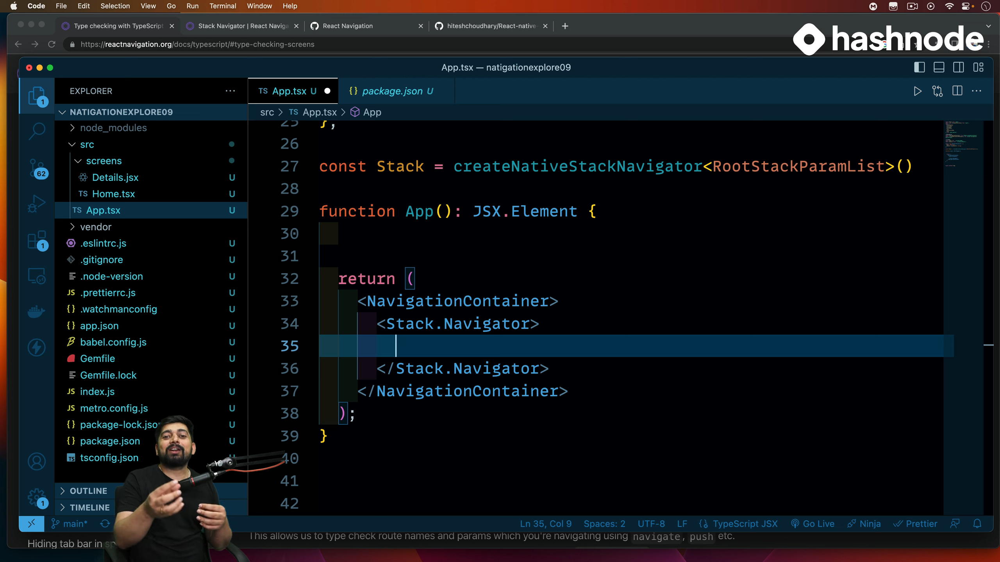 Code File Edit Selection View Go Run Terminal Window Help
Type checking with TypeScript
Stack Navigator | React Naviga
React Navigation
hiteshchoudhary/React-native-
https://reactnavigation.org/docs/typescript/#type-checking-screens
hashnode
App.tsx — natigationexplore09
EXPLORER
TS App.tsx U
{} package.json U
NATIGATIONEXPLORE09
src > TS App.tsx > App
node_modules
src
screens
Details.jsx U
TS Home.tsx U
TS App.tsx U
vendor
.eslintrc.js U
.gitignore U
.node-version U
JS .prettierrc.js U
{} .watchmanconfig U
{} app.json U
babel.config.js U
Gemfile U
Gemfile.lock U
JS index.js U
JS metro.config.js U
{} package-lock.jso U
{} package.json U
TS tsconfig.json
OUTLINE
TIMELINE
1
62
1
1
25 };
26
27 const Stack = createNativeStackNavigator<RootStackParamList>()
28
29 function App(): JSX.Element {
30
31
32 return (
33 <NavigationContainer>
34 <Stack.Navigator>
35
36 </Stack.Navigator>
37 </NavigationContainer>
38 );
39 }
40
41
42
main*
Ln 35, Col 9 Spaces: 2 UTF-8 LF TypeScript JSX Go Live Ninja Prettier
Hiding tab bar in
This allows us to type check route names and params which you're navigating using navigate, push etc.